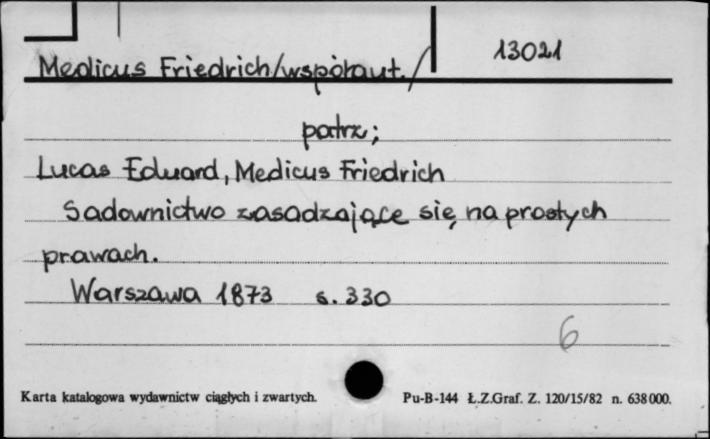 Medicus Friedrich /współaut./ 13021
patrz;
Lucas Eduard, Medicus Friedrich
Sadownictwo zasadzające się na prostych
prawach.
Warszawa 1873 s. 330
6
Karta katalogowa wydawnictw ciągłych i zwartych. Pu-B-144 Ł.Z.Graf. Z. 120/15/82 n. 638000.